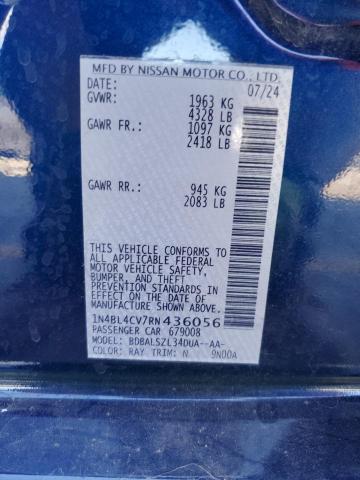 MFD BY NISSAN MOTOR CO., LTD.
DATE: 07/24
GVWR: 1963 KG
4328 LB
GAWR FR: 1097 KG
2418 LB
GAWR RR: 945 KG
2083 LB
THIS VEHICLE CONFORMS TO
ALL APPLICABLE FEDERAL
MOTOR VEHICLE SAFETY,
BUMPER, AND THEFT
PREVENTION STANDARDS IN
EFFECT ON THE DATE OF
MANUFACTURE SHOWN ABOVE.
1N4BL4CV7RN436056
PASSENGER CAR 679008
MODEL: BDBALSZL34DUA--AA-
COLOR: RAY TRIM: N 9N00A